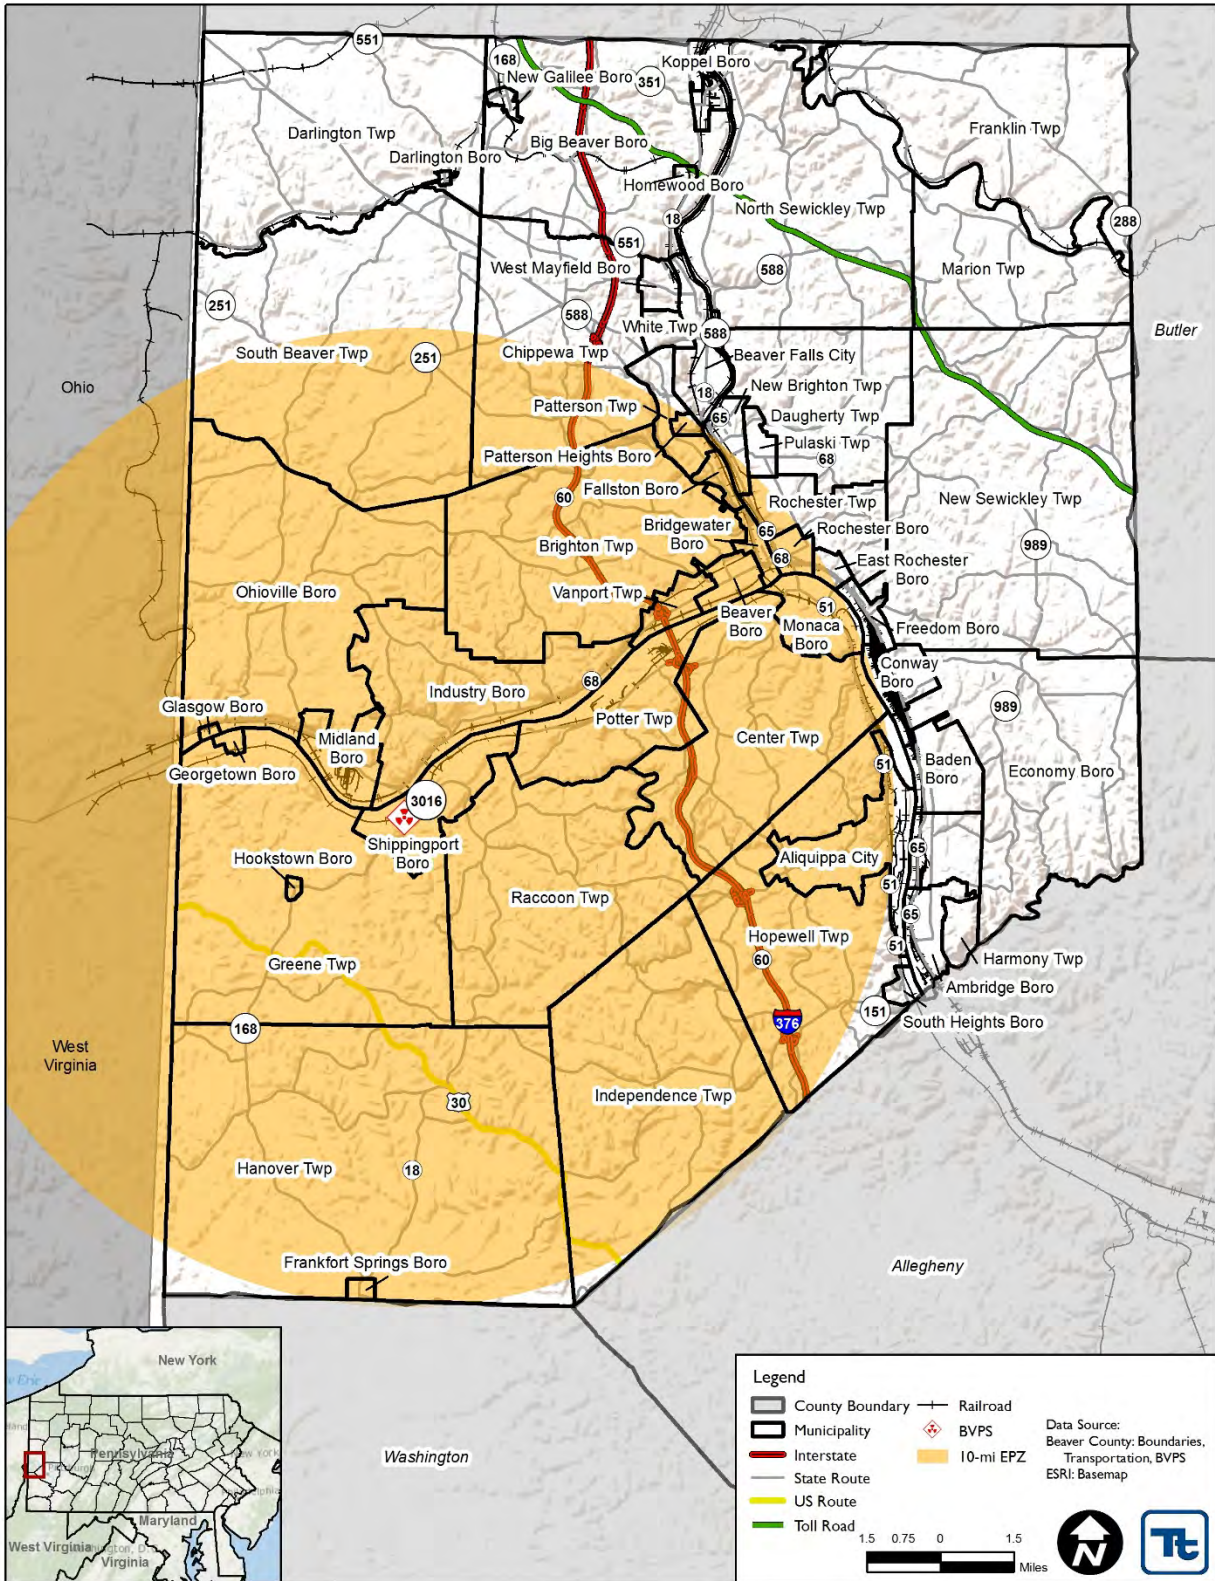 551
168
Koppel Boro
New Galilee Boro
351
Darlington Twp
Franklin Twp
Big Beaver Boro
Darlington Boro
Homewood Boro
North Sewickley Twp
18
288
551
West Mayfield Boro
588
Marion Twp
251
588
White Twp
588
Butler
South Beaver Twp
251
Chippewa Twp
Beaver Falls City
Ohio
18
New Brighton Twp
Patterson Twp
65
Daugherty Twp
Pulaski Twp
Patterson Heights Boro
68
Fallston Boro
60
Rochester Twp
New Sewickley Twp
Bridgewater
Boro
65
Rochester Boro
Brighton Twp
68
989
East Rochester
Boro
Ohioville Boro
Vanport Twp
Beaver
Boro
51
Monaca
Boro
Freedom Boro
Conway
Boro
68
Industry Boro
Glasgow Boro
Potter Twp
989
Midland
Boro
Center Twp
Georgetown Boro
51
Baden
Boro
Economy Boro
3016
Shippingport
Boro
Hookstown Boro
Aliquippa City
65
51
Raccoon Twp
65
Hopewell Twp
51
Greene Twp
60
Harmony Twp
Ambridge Boro
151
South Heights Boro
168
376
West
Virginia
30
Independence Twp
Hanover Twp
18
Frankfort Springs Boro
Allegheny
Washington
New York
Pennsylvania
Maryland
West Virginia
Virginia
Legend
County Boundary
Municipality
Interstate
State Route
US Route
Toll Road
Railroad
BVPS
10-mi EPZ
Data Source:
Beaver County: Boundaries,
Transportation, BVPS
ESRI: Basemap
1.5 0.75 0 1.5
Miles
N
Tt